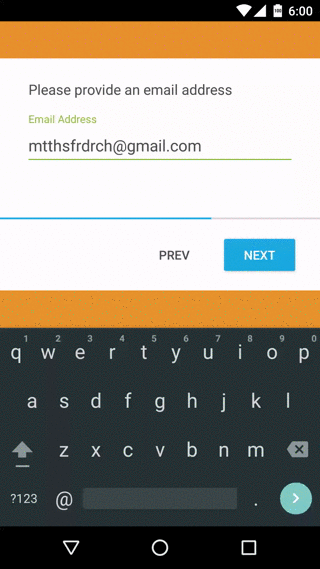 6:00
Please provide an email address
Email Address
mtthsfrdrch@gmail.com
PREV NEXT
1 2 3 4 5 6 7 8 9 0
q w e r t y u i o p
a s d f g h j k l
z x c v b n m
?123 @ .